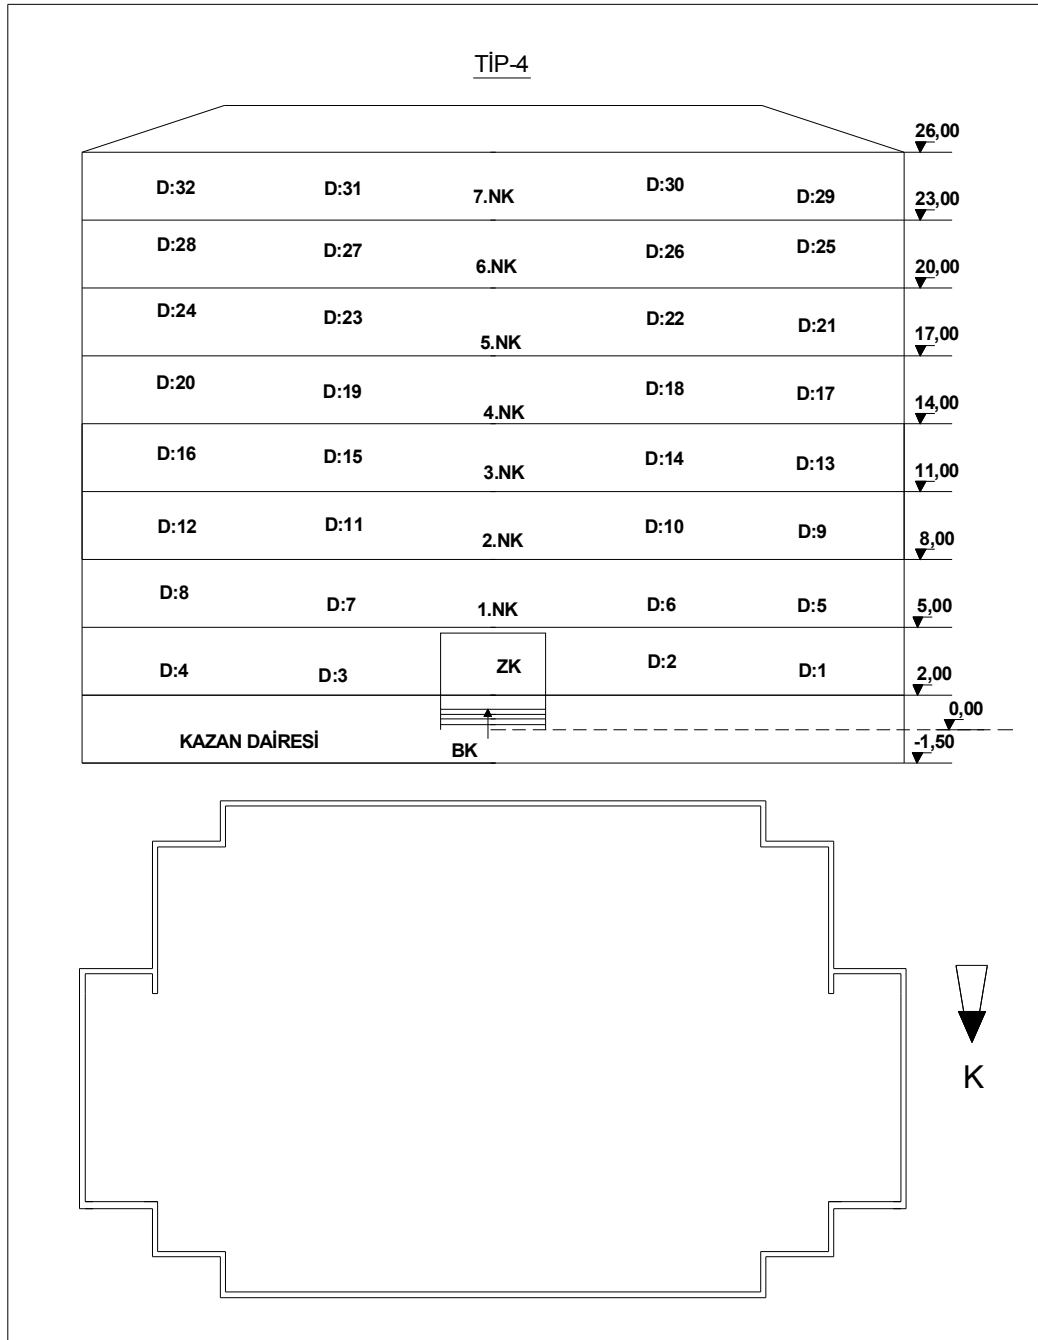 TİP-4
26,00
D:32 D:31 7.NK D:30 D:29
23,00
D:28 D:27 6.NK D:26 D:25
20,00
D:24 D:23 5.NK D:22 D:21
17,00
D:20 D:19 4.NK D:18 D:17
14,00
D:16 D:15 3.NK D:14 D:13
11,00
D:12 D:11 2.NK D:10 D:9
8,00
D:8 D:7 1.NK D:6 D:5
5,00
D:4 D:3 ZK D:2 D:1
2,00
0,00
KAZAN DAİRESİ BK
-1,50
K